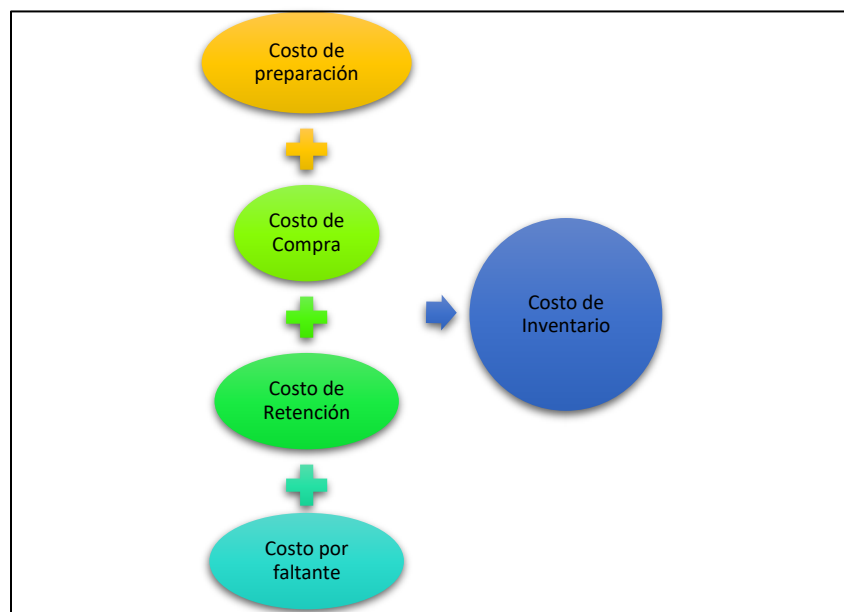 Costo de
preparación
Costo de
Compra
Costo de
Retención
Costo por
faltante
Costo de
Inventario